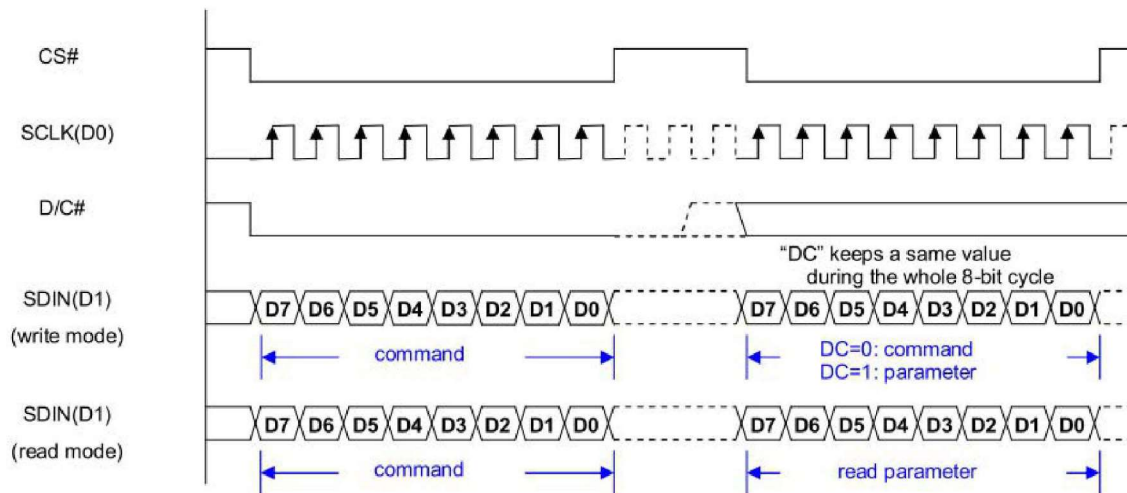 CS#
SCLK(D0)
D/C#
“DC” keeps a same value
during the whole 8-bit cycle
SDIN(D1)
(write mode)
D7 D6 D5 D4 D3 D2 D1 D0
D7 D6 D5 D4 D3 D2 D1 D0
command
DC=0: command
DC=1: parameter
SDIN(D1)
(read mode)
D7 D6 D5 D4 D3 D2 D1 D0
D7 D6 D5 D4 D3 D2 D1 D0
command
read parameter